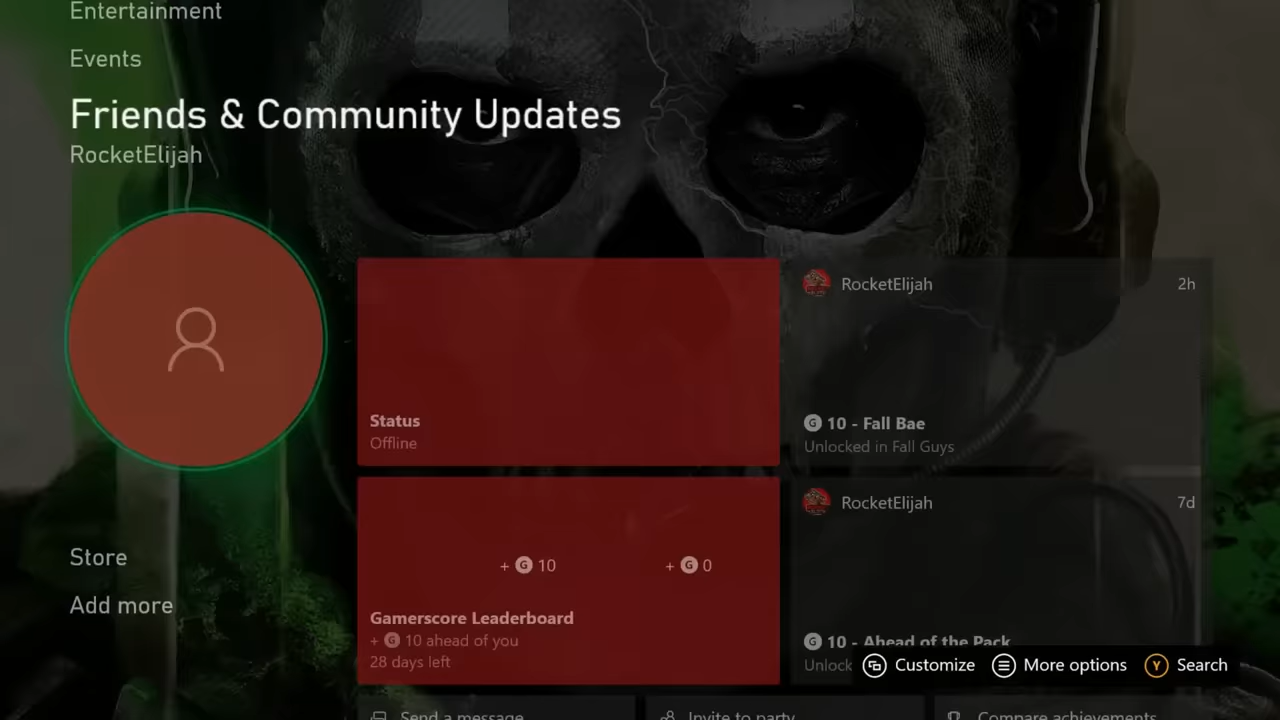 Entertainment
Events
Friends & Community Updates
RocketElijah
RocketElijah 2h
Status
Offline
G 10 - Fall Bae
Unlocked in Fall Guys
RocketElijah 7d
+ G 10 + G 0
Gamerscore Leaderboard
+ G 10 ahead of you
28 days left
G 10 - Ahead of the Pack
Unlock
Store
Add more
Customize More options Y Search
Send a message Invite to party Compare achievements